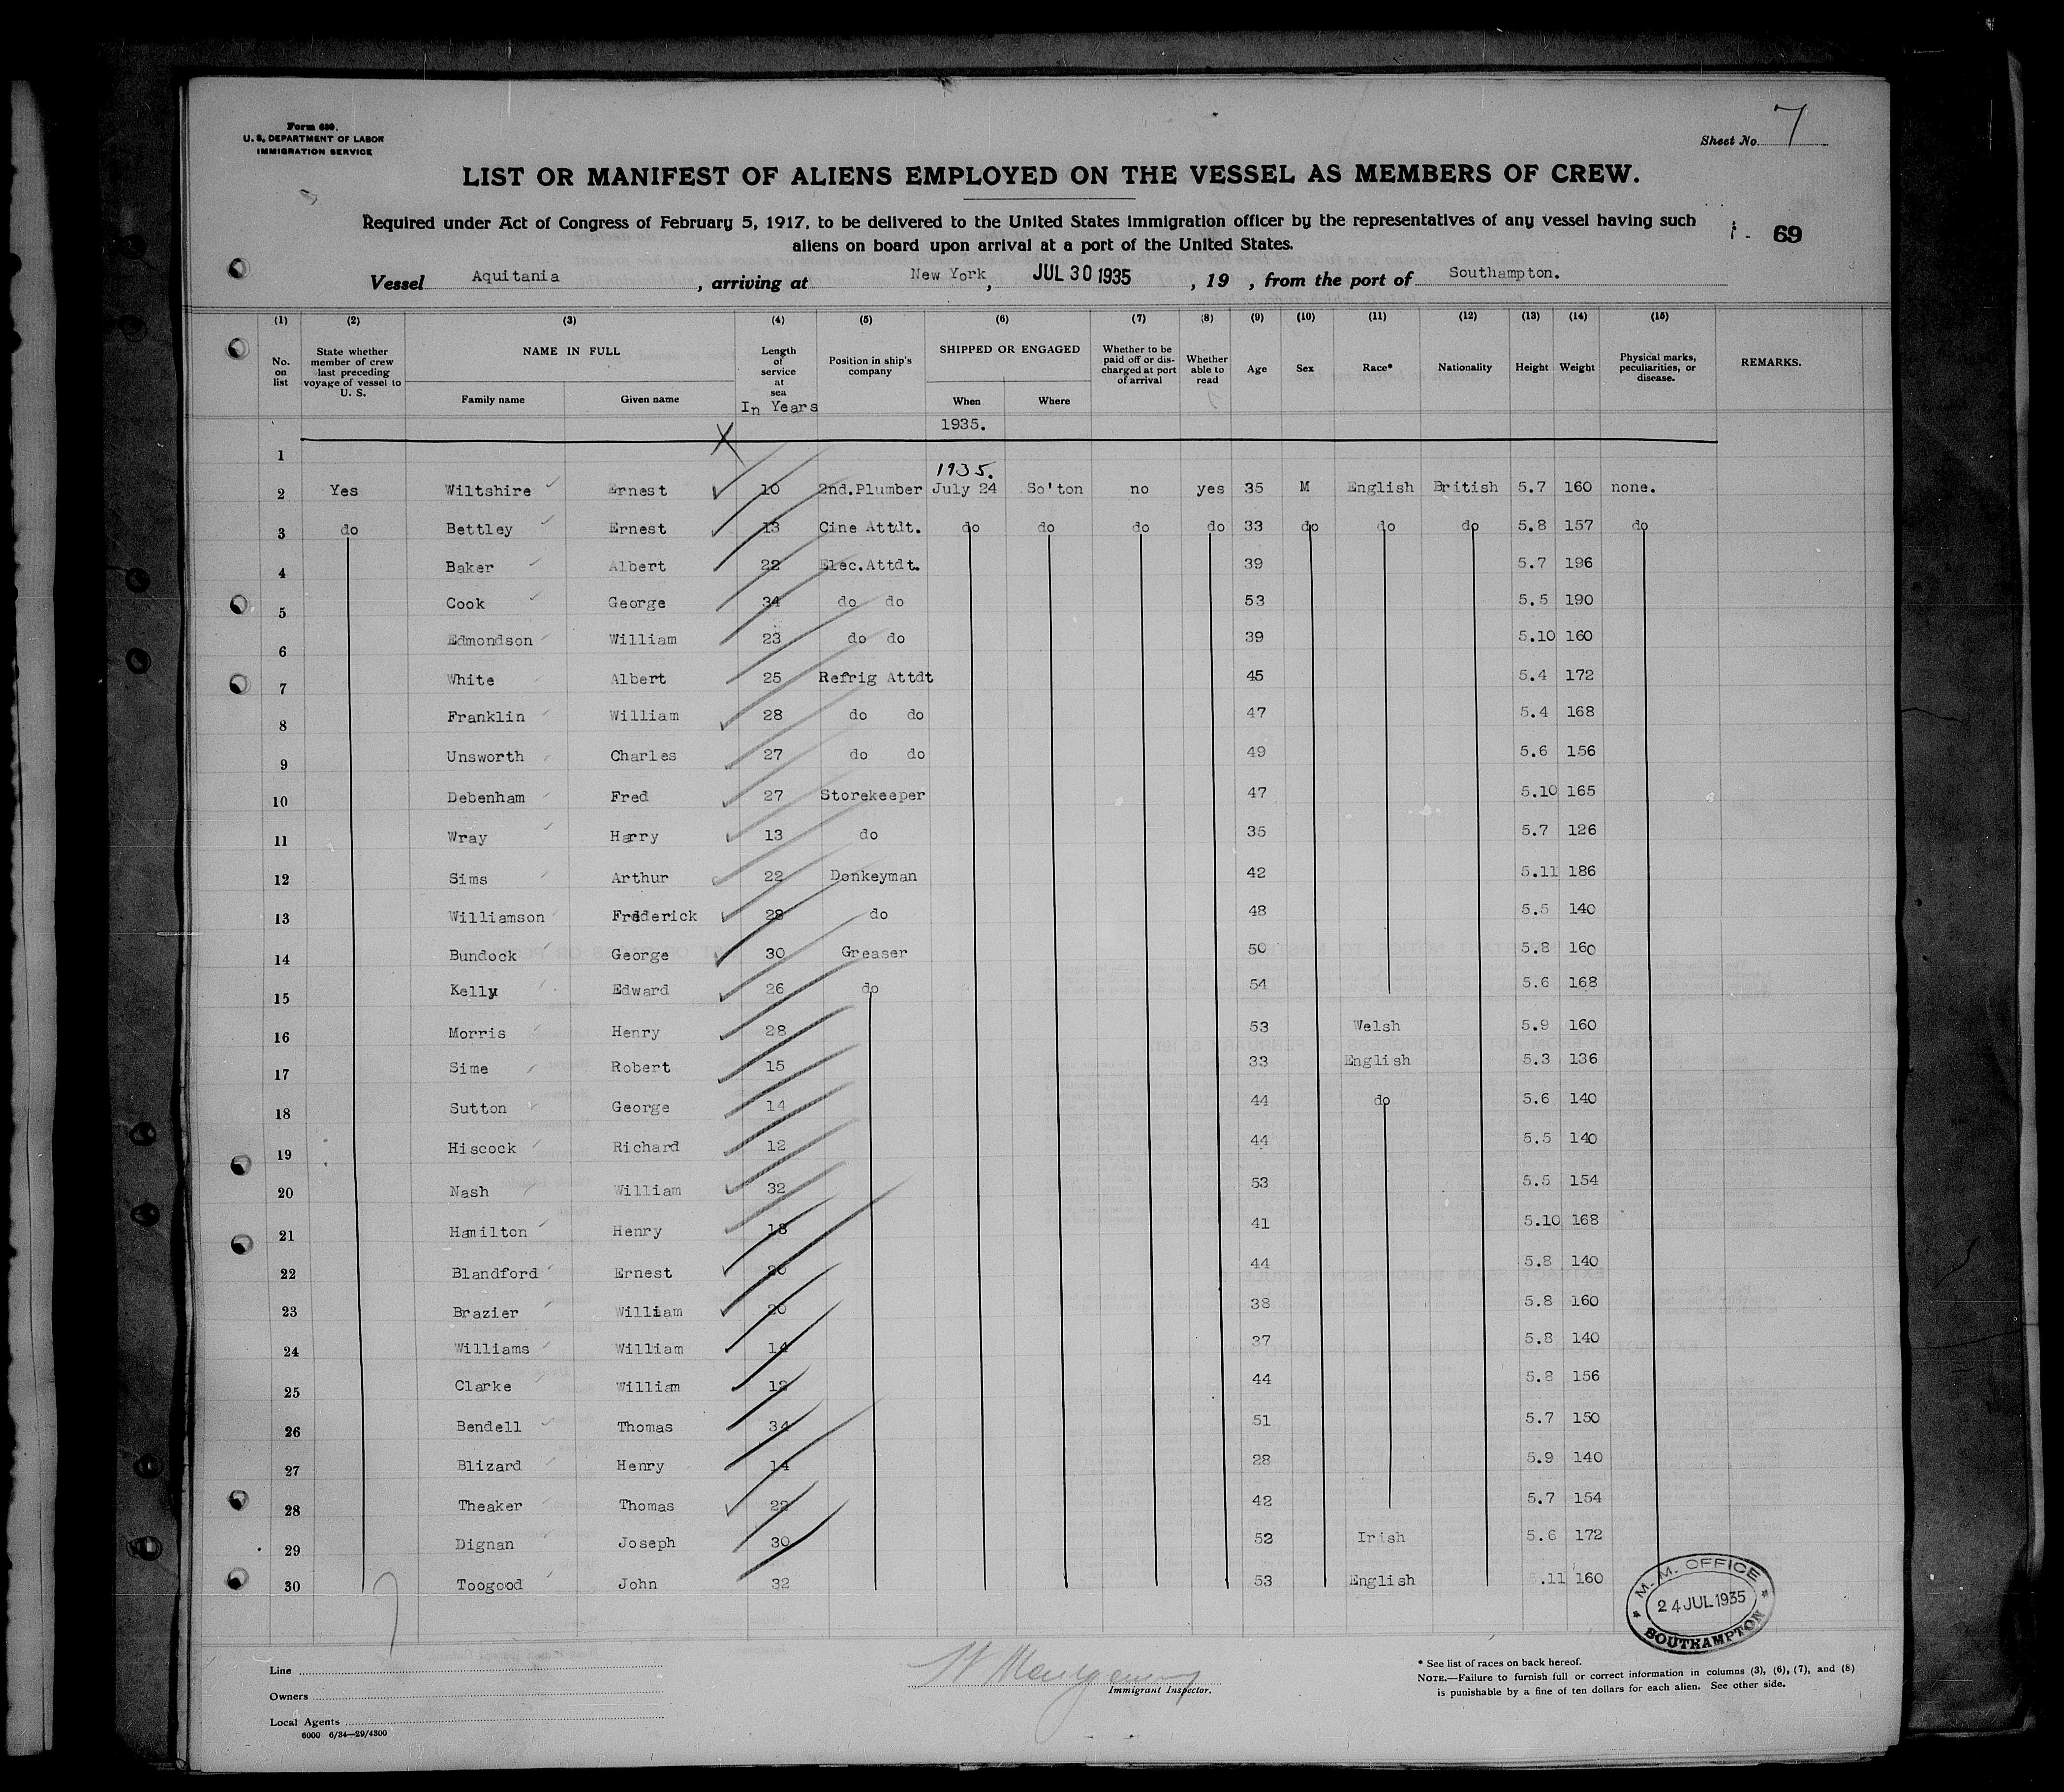 Form 680.
U. S. DEPARTMENT OF LABOR
IMMIGRATION SERVICE
Sheet No. 7
LIST OR MANIFEST OF ALIENS EMPLOYED ON THE VESSEL AS MEMBERS OF CREW.
Required under Act of Congress of February 5, 1917, to be delivered to the United States immigration officer by the representatives of any vessel having such
aliens on board upon arrival at a port of the United States.
69
Vessel Aquitania, arriving at New York, JUL 30 1935, 19 , from the port of Southampton.
(1) (2) (3) (4) (5) (6) (7) (8) (9) (10) (11) (12) (13) (14) (15)
No. on list
State whether member of crew last preceding voyage of vessel to U. S.
NAME IN FULL
Family name Given name
Length of service at sea
In Years
Position in ship's company
SHIPPED OR ENGAGED
When Where
Whether to be paid off or discharged at port of arrival
Whether able to read
Age
Sex
Race*
Nationality
Height
Weight
Physical marks, peculiarities, or disease.
REMARKS.
1935.
1
1935.
2 Yes Wiltshire Ernest 10 2nd.Plumber July 24 So'ton no yes 35 M English British 5.7 160 none.
3 do Bettley Ernest 13 Cine Attdt. do do do do 33 do do do 5.8 157 do
4 Baker Albert 22 Elec.Attdt. 39 5.7 196
5 Cook George 34 do do 53 5.5 190
6 Edmondson William 23 do do 39 5.10 160
7 White Albert 25 Refrig Attdt 45 5.4 172
8 Franklin William 28 do do 47 5.4 168
9 Unsworth Charles 27 do do 49 5.6 156
10 Debenham Fred 27 Storekeeper 47 5.10 165
11 Wray Harry 13 do 35 5.7 126
12 Sims Arthur 22 Donkeyman 42 5.11 186
13 Williamson Frederick 28 do 48 5.5 140
14 Bundock George 30 Greaser 50 5.8 160
15 Kelly Edward 26 do 54 5.6 168
16 Morris Henry 28 53 Welsh 5.9 160
17 Sime Robert 15 33 English 5.3 136
18 Sutton George 14 44 do 5.6 140
19 Hiscock Richard 12 44 5.5 140
20 Nash William 32 53 5.5 154
21 Hamilton Henry 18 41 5.10 168
22 Blandford Ernest 20 44 5.8 140
23 Brazier William 20 38 5.8 160
24 Williams William 14 37 5.8 140
25 Clarke William 12 44 5.8 156
26 Bendell Thomas 34 51 5.7 150
27 Blizard Henry 14 28 5.9 140
28 Theaker Thomas 22 42 5.7 154
29 Dignan Joseph 30 52 Irish 5.6 172
30 Toogood John 32 53 English 5.11 160
M. M. OFFICE
24 JUL 1935
SOUTHAMPTON
Line
Owners
Local Agents
6000 6/34—29/4300
Immigrant Inspector.
* See list of races on back hereof.
NOTE.—Failure to furnish full or correct information in columns (3), (6), (7), and (8)
is punishable by a fine of ten dollars for each alien. See other side.